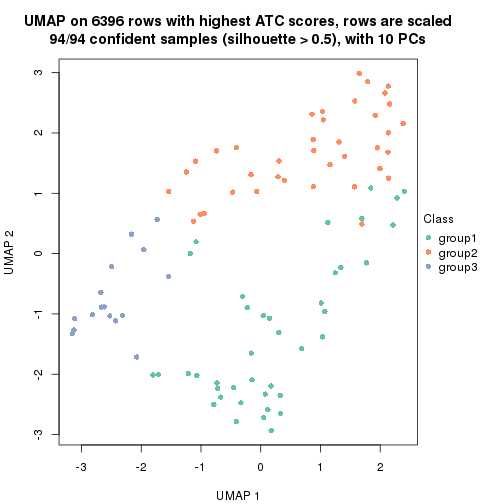 UMAP on 6396 rows with highest ATC scores, rows are scaled
94/94 confident samples (silhouette > 0.5), with 10 PCs
3
2
1
0
-1
-2
-3
UMAP 2
-3 -2 -1 0 1 2
UMAP 1
Class
group1
group2
group3